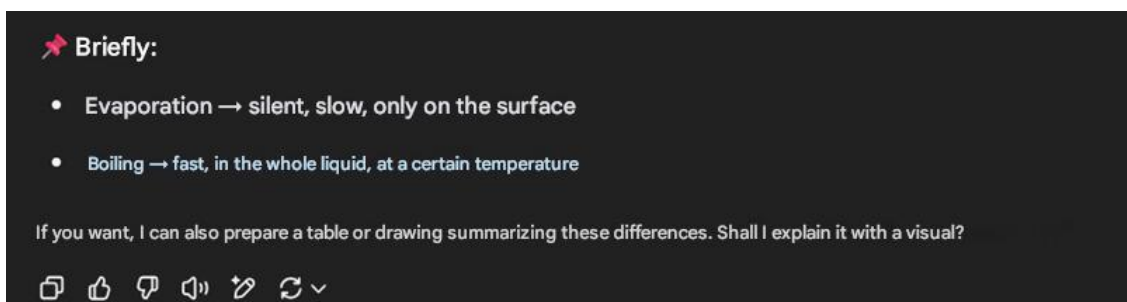 📌 Briefly:
• Evaporation → silent, slow, only on the surface
• Boiling → fast, in the whole liquid, at a certain temperature
If you want, I can also prepare a table or drawing summarizing these differences. Shall I explain it with a visual?